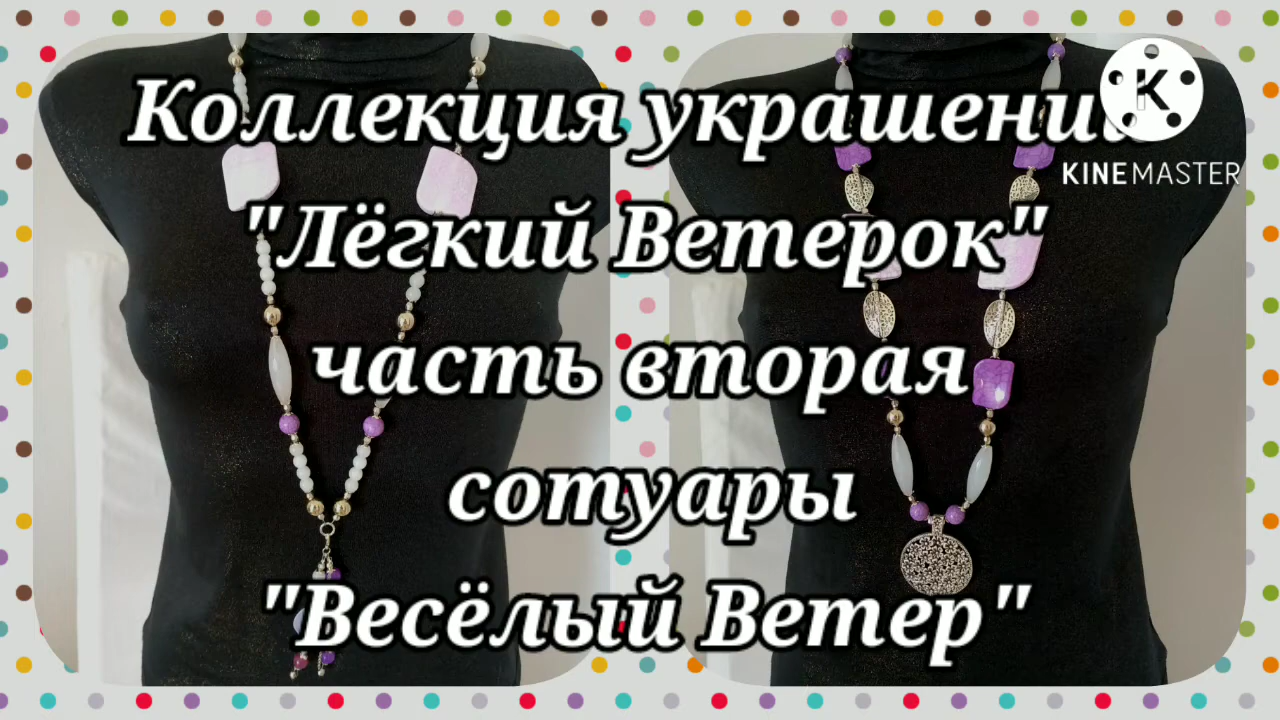 Коллекция украшений
"Лёгкий Ветерок"
часть вторая
сотуары
"Весёлый Ветер"
KINEMASTER